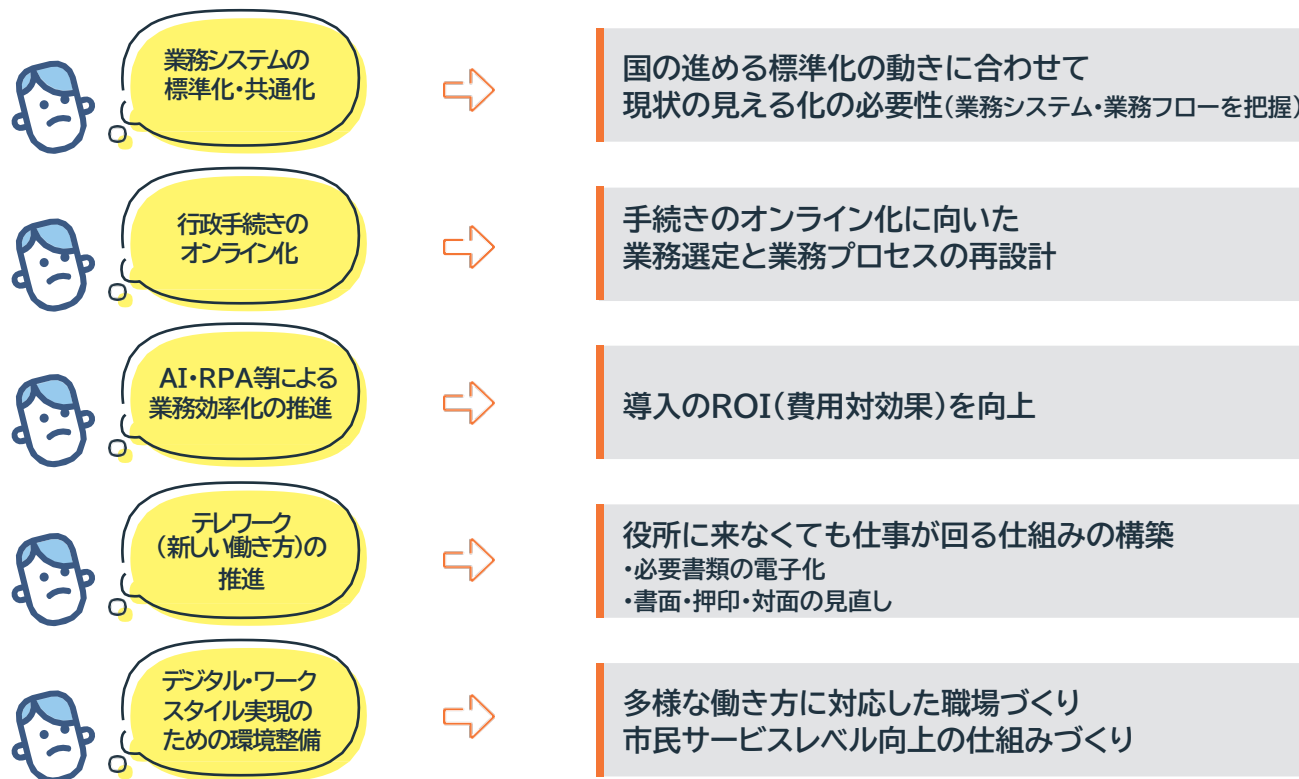 業務システムの
標準化・共通化
国の進める標準化の動きに合わせて
現状の見える化の必要性(業務システム・業務フローを把握)
行政手続きの
オンライン化
手続きのオンライン化に向いた
業務選定と業務プロセスの再設計
AI・RPA等による
業務効率化の推進
導入のROI(費用対効果)を向上
テレワーク
(新しい働き方)の
推進
役所に来なくても仕事が回る仕組みの構築
・必要書類の電子化
・書面・押印・対面の見直し
デジタル・ワーク
スタイル実現の
ための環境整備
多様な働き方に対応した職場づくり
市民サービスレベル向上の仕組みづくり